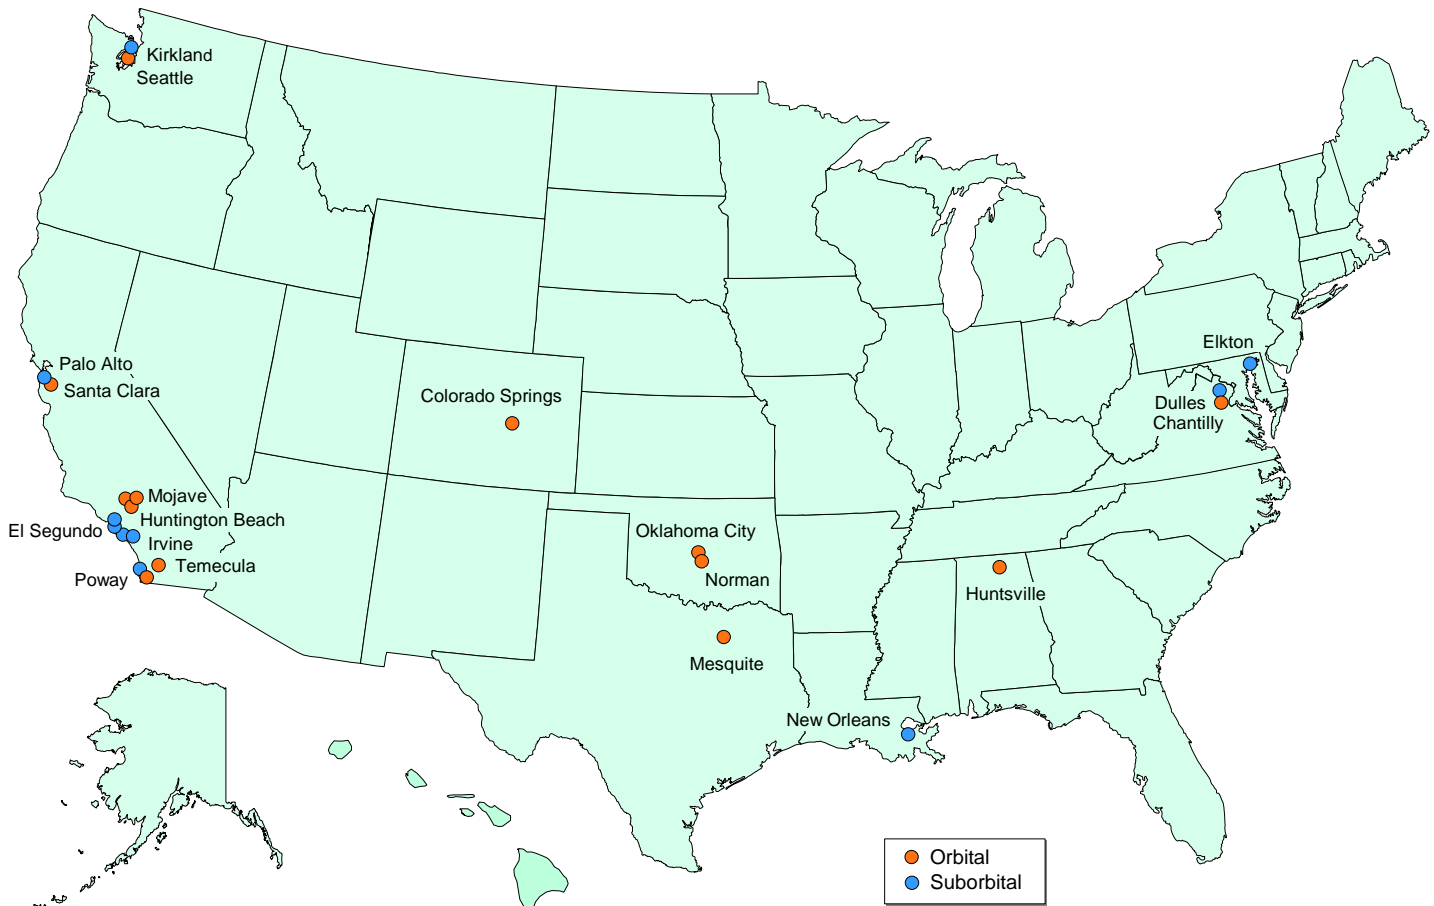 Kirkland
Seattle
Elkton
Palo Alto
Santa Clara
Colorado Springs
Dulles
Chantilly
Mojave
Huntington Beach
El Segundo
Irvine
Oklahoma City
Temecula
Poway
Norman
Huntsville
Mesquite
New Orleans
Orbital
Suborbital